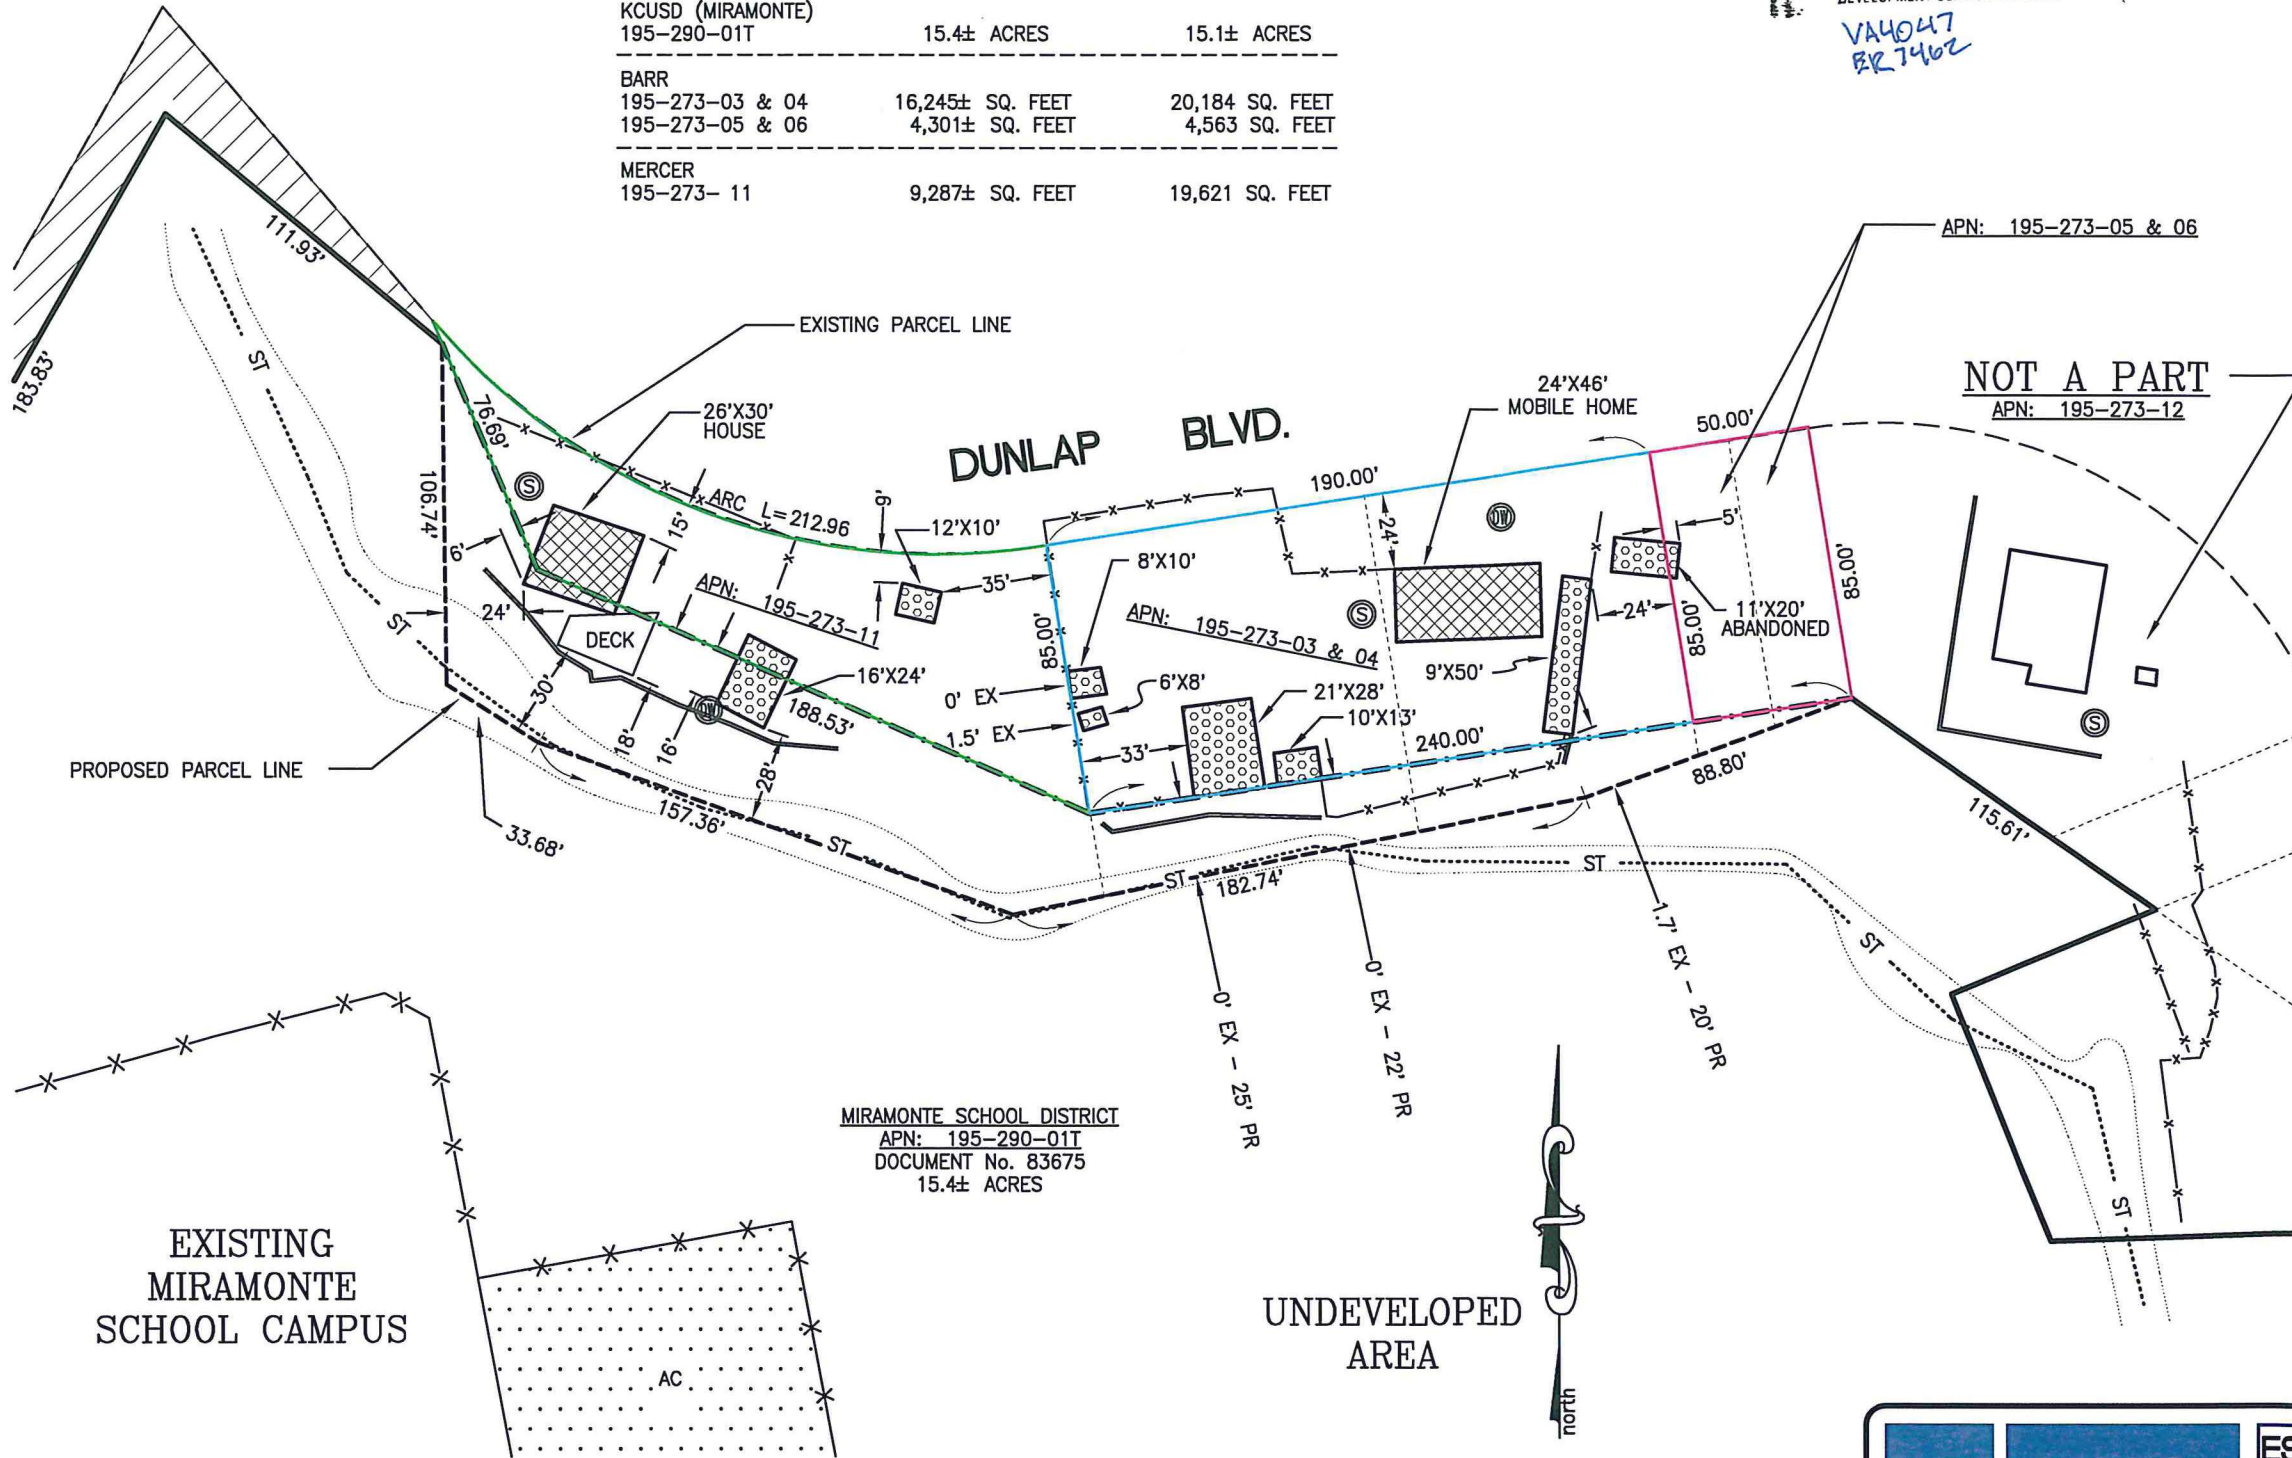 KCUSD (MIRAMONTE)
195-290-01T 15.4± ACRES 15.1± ACRES
BARR
195-273-03 & 04 16,245± SQ. FEET 20,184 SQ. FEET
195-273-05 & 06 4,301± SQ. FEET 4,563 SQ. FEET
MERCER
195-273- 11 9,287± SQ. FEET 19,621 SQ. FEET
VA4047
ER7462
APN: 195-273-05 & 06
NOT A PART
APN: 195-273-12
183.83'
111.93'
ST
EXISTING PARCEL LINE
26'X30'
HOUSE
DUNLAP BLVD.
24'X46'
MOBILE HOME
50.00'
76.69'
106.74'
S
ARC L=212.96
15'
9'
12'X10'
190.00'
24'
DW
5'
85.00'
6'
24'
ST
DECK
APN: 195-273-11
35'
8'X10'
85.00'
APN: 195-273-03 & 04
S
24'
11'X20'
ABANDONED
85.00'
S
16'X24'
188.53'
DW
30'
18'
16'
28'
0' EX
6'X8'
1.5' EX
33'
21'X28'
10'X13'
9'X50'
240.00'
88.80'
115.61'
PROPOSED PARCEL LINE
33.68'
157.36'
ST
ST
182.74'
ST
ST
0' EX - 25' PR
0' EX - 22' PR
1.7' EX - 20' PR
MIRAMONTE SCHOOL DISTRICT
APN: 195-290-01T
DOCUMENT No. 83675
15.4± ACRES
ST
EXISTING
MIRAMONTE
SCHOOL CAMPUS
AC
UNDEVELOPED
AREA
north
ES